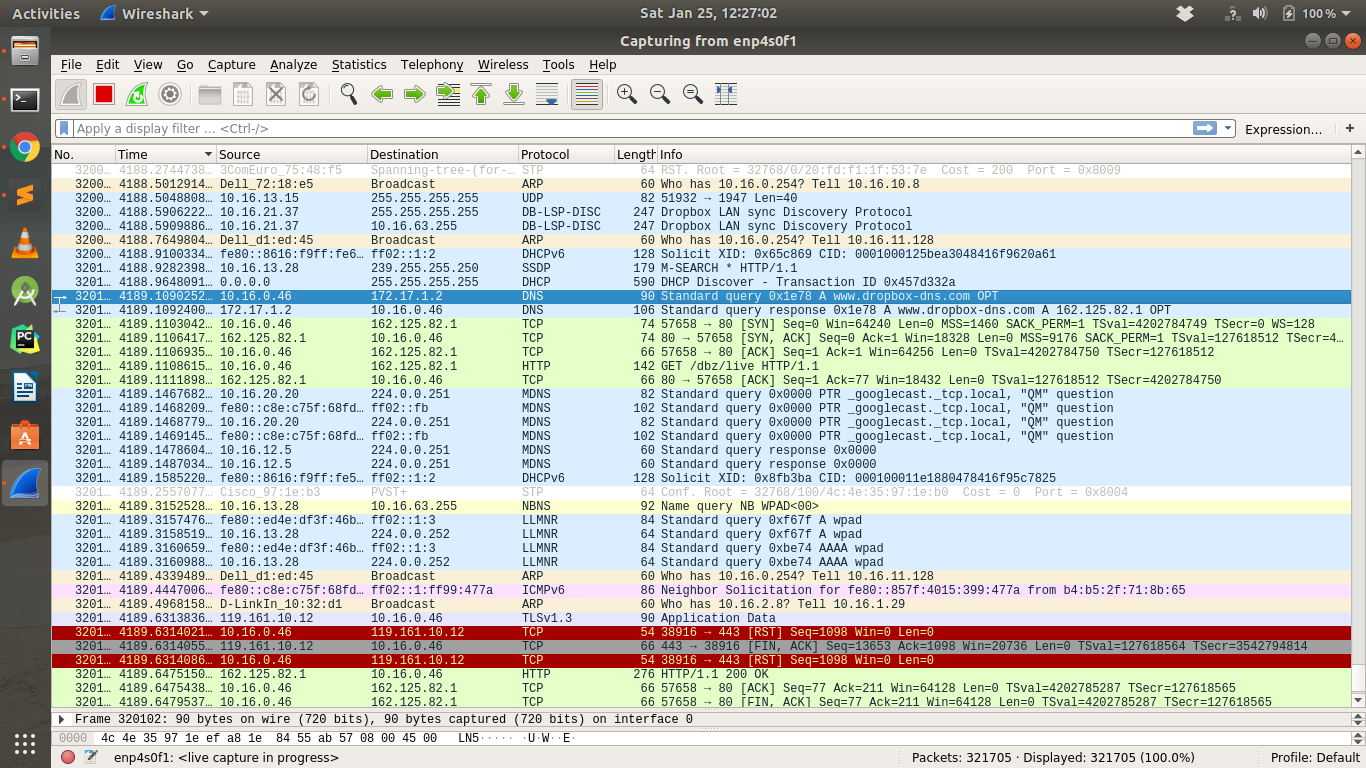 Activities Wireshark Sat Jan 25, 12:27:02 100 %
Capturing from enp4s0f1
File Edit View Go Capture Analyze Statistics Telephony Wireless Tools Help
Apply a display filter ... <Ctrl-/> Expression... +
No. Time Source Destination Protocol Length Info
3200… 4188.2744738… 3ComEuro_75:48:f5 Spanning-tree-(for-… STP 64 RST. Root = 32768/0/20:fd:f1:1f:53:7e Cost = 200 Port = 0x8009
3200… 4188.5012914… Dell_72:18:e5 Broadcast ARP 60 Who has 10.16.0.254? Tell 10.16.10.8
3200… 4188.5048808… 10.16.13.15 255.255.255.255 UDP 82 51932 → 1947 Len=40
3200… 4188.5906222… 10.16.21.37 255.255.255.255 DB-LSP-DISC 247 Dropbox LAN sync Discovery Protocol
3200… 4188.5909886… 10.16.21.37 10.16.63.255 DB-LSP-DISC 247 Dropbox LAN sync Discovery Protocol
3200… 4188.7649804… Dell_d1:ed:45 Broadcast ARP 60 Who has 10.16.0.254? Tell 10.16.11.128
3200… 4188.9100334… fe80::8616:f9ff:fe6… ff02::1:2 DHCPv6 128 Solicit XID: 0x65c869 CID: 0001000125bea3048416f9620a61
3201… 4188.9282398… 10.16.13.28 239.255.255.250 SSDP 179 M-SEARCH * HTTP/1.1
3201… 4188.9648091… 0.0.0.0 255.255.255.255 DHCP 590 DHCP Discover - Transaction ID 0x457d332a
3201… 4189.1090252… 10.16.0.46 172.17.1.2 DNS 90 Standard query 0x1e78 A www.dropbox-dns.com OPT
3201… 4189.1092400… 172.17.1.2 10.16.0.46 DNS 106 Standard query response 0x1e78 A www.dropbox-dns.com A 162.125.82.1 OPT
3201… 4189.1103042… 10.16.0.46 162.125.82.1 TCP 74 57658 → 80 [SYN] Seq=0 Win=64240 Len=0 MSS=1460 SACK_PERM=1 TSval=4202784749 TSecr=0 WS=128
3201… 4189.1106417… 162.125.82.1 10.16.0.46 TCP 74 80 → 57658 [SYN, ACK] Seq=0 Ack=1 Win=18328 Len=0 MSS=9176 SACK_PERM=1 TSval=127618512 TSecr=4…
3201… 4189.1106935… 10.16.0.46 162.125.82.1 TCP 66 57658 → 80 [ACK] Seq=1 Ack=1 Win=64256 Len=0 TSval=4202784750 TSecr=127618512
3201… 4189.1108615… 10.16.0.46 162.125.82.1 HTTP 142 GET /dbz/live HTTP/1.1
3201… 4189.1111898… 162.125.82.1 10.16.0.46 TCP 66 80 → 57658 [ACK] Seq=1 Ack=77 Win=18432 Len=0 TSval=127618512 TSecr=4202784750
3201… 4189.1467682… 10.16.20.20 224.0.0.251 MDNS 82 Standard query 0x0000 PTR _googlecast._tcp.local, "QM" question
3201… 4189.1468209… fe80::c8e:c75f:68fd… ff02::fb MDNS 102 Standard query 0x0000 PTR _googlecast._tcp.local, "QM" question
3201… 4189.1468779… 10.16.20.20 224.0.0.251 MDNS 82 Standard query 0x0000 PTR _googlecast._tcp.local, "QM" question
3201… 4189.1469145… fe80::c8e:c75f:68fd… ff02::fb MDNS 102 Standard query 0x0000 PTR _googlecast._tcp.local, "QM" question
3201… 4189.1478604… 10.16.12.5 224.0.0.251 MDNS 60 Standard query response 0x0000
3201… 4189.1487034… 10.16.12.5 224.0.0.251 MDNS 60 Standard query response 0x0000
3201… 4189.1585220… fe80::8616:f9ff:fe5… ff02::1:2 DHCPv6 128 Solicit XID: 0x8fb3ba CID: 000100011e1880478416f95c7825
3201… 4189.2557077… Cisco_97:1e:b3 PVST+ STP 64 Conf. Root = 32768/100/4c:4e:35:97:1e:b0 Cost = 0 Port = 0x8004
3201… 4189.3152528… 10.16.13.28 10.16.63.255 NBNS 92 Name query NB WPAD<00>
3201… 4189.3157476… fe80::ed4e:df3f:46b… ff02::1:3 LLMNR 84 Standard query 0xf67f A wpad
3201… 4189.3158519… 10.16.13.28 224.0.0.252 LLMNR 64 Standard query 0xf67f A wpad
3201… 4189.3160659… fe80::ed4e:df3f:46b… ff02::1:3 LLMNR 84 Standard query 0xbe74 AAAA wpad
3201… 4189.3160988… 10.16.13.28 224.0.0.252 LLMNR 64 Standard query 0xbe74 AAAA wpad
3201… 4189.4339489… Dell_d1:ed:45 Broadcast ARP 60 Who has 10.16.0.254? Tell 10.16.11.128
3201… 4189.4447006… fe80::c8e:c75f:68fd… ff02::1:ff99:477a ICMPv6 86 Neighbor Solicitation for fe80::857f:4015:399:477a from b4:b5:2f:71:8b:65
3201… 4189.4968158… D-LinkIn_10:32:d1 Broadcast ARP 60 Who has 10.16.2.8? Tell 10.16.1.29
3201… 4189.6313836… 119.161.10.12 10.16.0.46 TLSv1.3 90 Application Data
3201… 4189.6314021… 10.16.0.46 119.161.10.12 TCP 54 38916 → 443 [RST] Seq=1098 Win=0 Len=0
3201… 4189.6314055… 119.161.10.12 10.16.0.46 TCP 66 443 → 38916 [FIN, ACK] Seq=13653 Ack=1098 Win=20736 Len=0 TSval=127618564 TSecr=3542794814
3201… 4189.6314086… 10.16.0.46 119.161.10.12 TCP 54 38916 → 443 [RST] Seq=1098 Win=0 Len=0
3201… 4189.6475150… 162.125.82.1 10.16.0.46 HTTP 276 HTTP/1.1 200 OK
3201… 4189.6475438… 10.16.0.46 162.125.82.1 TCP 66 57658 → 80 [ACK] Seq=77 Ack=211 Win=64128 Len=0 TSval=4202785287 TSecr=127618565
3201… 4189.6479537… 10.16.0.46 162.125.82.1 TCP 66 57658 → 80 [FIN, ACK] Seq=77 Ack=211 Win=64128 Len=0 TSval=4202785287 TSecr=127618565
Frame 320102: 90 bytes on wire (720 bits), 90 bytes captured (720 bits) on interface 0
0000 4c 4e 35 97 1e ef a8 1e 84 55 ab 57 08 00 45 00 LN5····· ·U·W··E·
enp4s0f1: <live capture in progress> Packets: 321705 · Displayed: 321705 (100.0%) Profile: Default